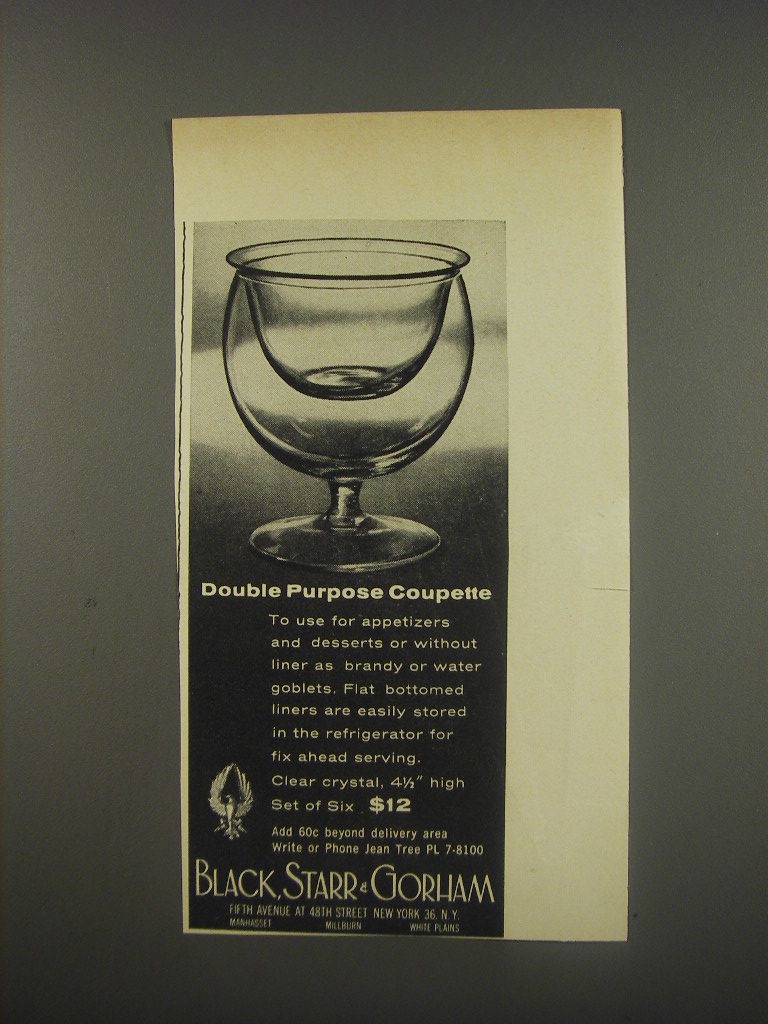 Double Purpose Coupette
To use for appetizers
and desserts or without
liner as brandy or water
goblets. Flat bottomed
liners are easily stored
in the refrigerator for
fix ahead serving.
Clear crystal, 4½" high
Set of Six $12
Add 60c beyond delivery area
Write or Phone Jean Tree PL 7-8100
BLACK, STARR & GORHAM
FIFTH AVENUE AT 48TH STREET NEW YORK 36, N.Y.
MANHASSET MILLBURN WHITE PLAINS